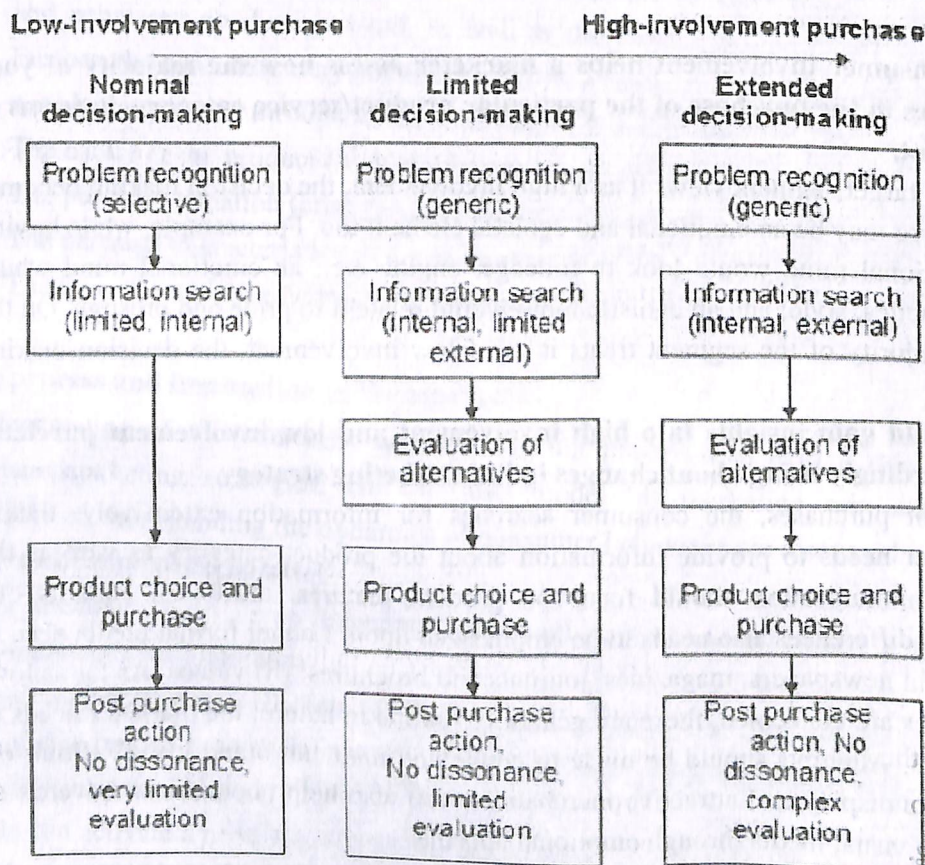 Low-involvement purchase
High-involvement purchase
Nominal
decision-making
Limited
decision-making
Extended
decision-making
Problem recognition
(selective)
Problem recognition
(generic)
Problem recognition
(generic)
Information search
(limited, internal)
Information search
(internal, limited
external)
Information search
(internal, external)
Evaluation of
alternatives
Evaluation of
alternatives
Product choice and
purchase
Product choice and
purchase
Product choice and
purchase
Post purchase
action
No dissonance,
very limited
evaluation
Post purchase
action,
No dissonance,
limited
evaluation
Post purchase
action, No
dissonance,
complex
evaluation